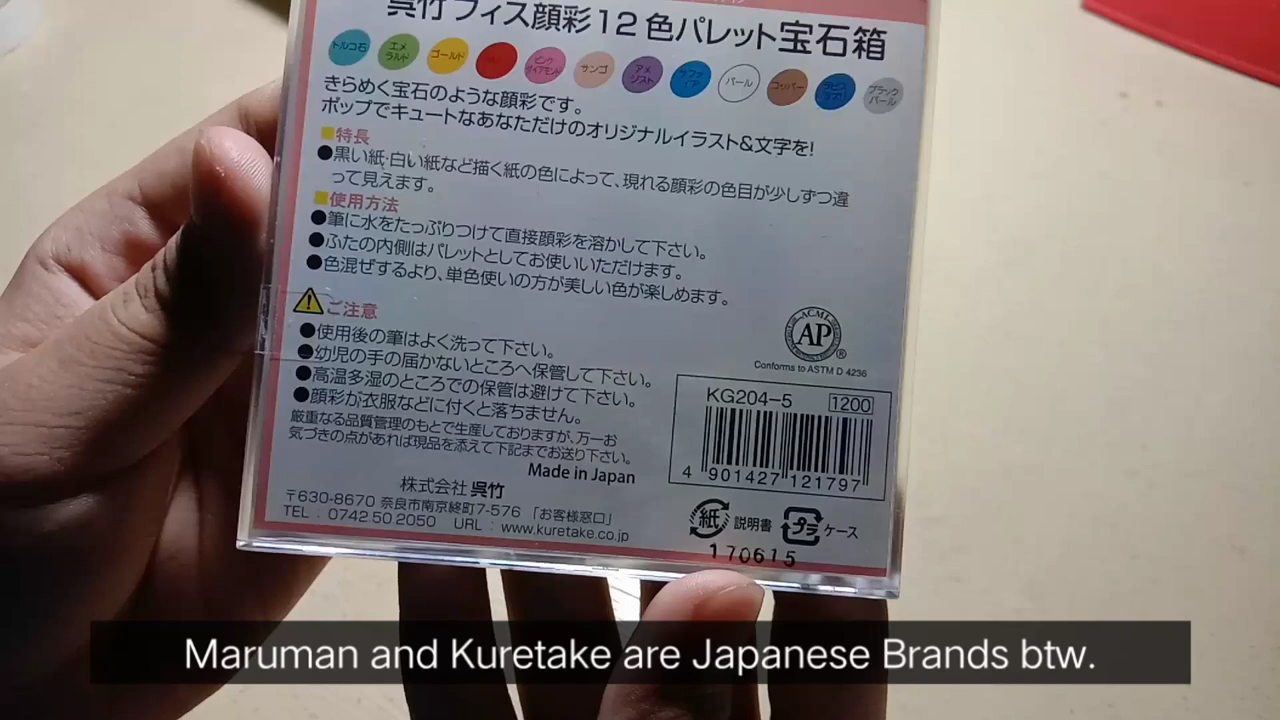 呉竹フィス顔彩12色パレット宝石箱
トルコ石 エメラルド ゴールド ピンクダイアモンド サンゴ アメジスト サファイア パール コッパー ラピスラズリ ブラックパール
きらめく宝石のような顔彩です。
ポップでキュートなあなただけのオリジナルイラスト&文字を!
■特長
●黒い紙・白い紙など描く紙の色によって、現れる顔彩の色目が少しずつ違
って見えます。
■使用方法
●筆に水をたっぷりつけて直接顔彩を溶かして下さい。
●ふたの内側はパレットとしてお使いいただけます。
●色混ぜするより、単色使いの方が美しい色が楽しめます。
ご注意
●使用後の筆はよく洗って下さい。
●幼児の手の届かないところへ保管して下さい。
●高温多湿のところでの保管は避けて下さい。
●顔彩が衣服などに付くと落ちません。
厳重なる品質管理のもとで生産しておりますが、万一お
気づきの点があれば現品を添えて下記までお送り下さい。
Made in Japan
株式会社 呉竹
〒630-8670 奈良市南京終町7-576 「お客様窓口」
TEL : 0742.50.2050 URL : www.kuretake.co.jp
ACMI
AP
®
Conforms to ASTM D 4236
KG204-5 1200
4 901427 121797
紙 説明書 プラ ケース
170615
Maruman and Kuretake are Japanese Brands btw.